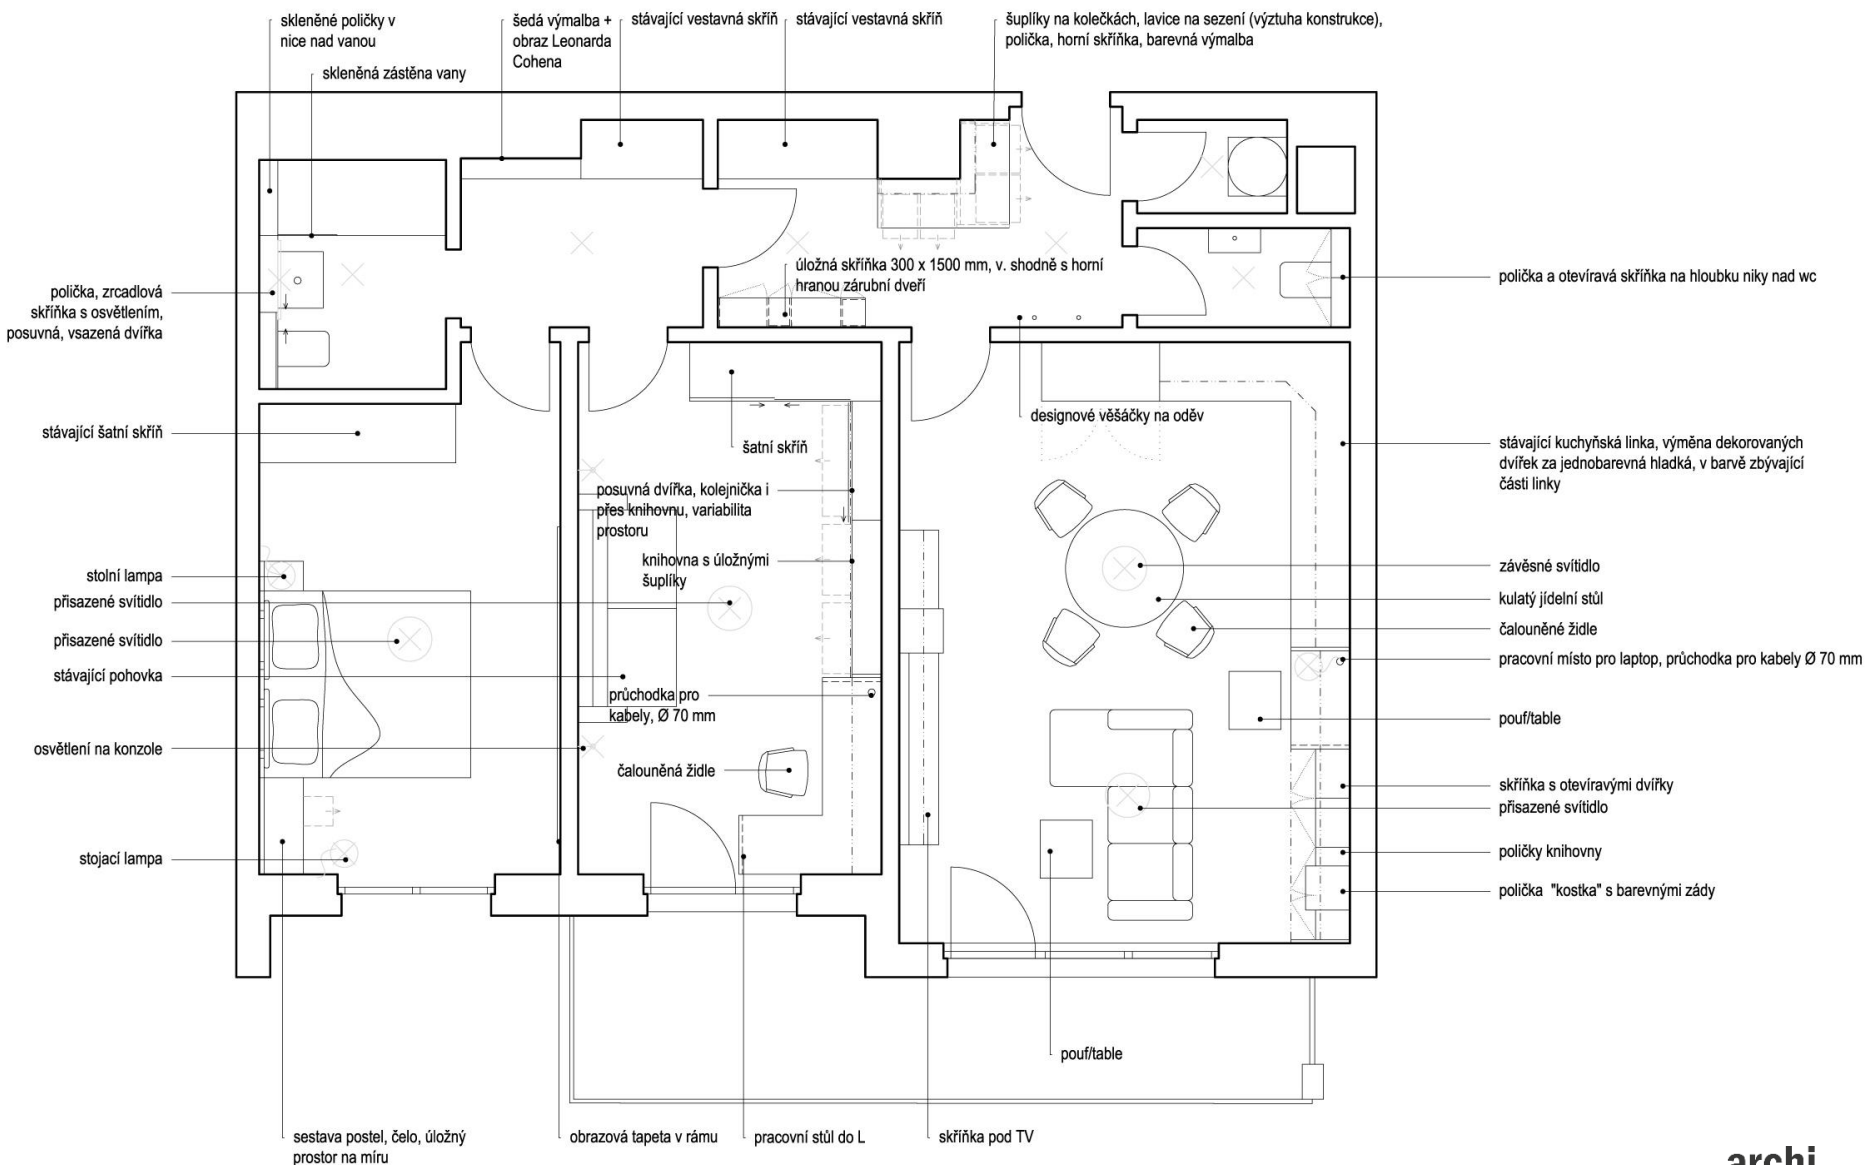 skleněné poličky v
nice nad vanou
šedá výmalba +
obraz Leonarda
Cohena
stávající vestavná skříň
stávající vestavná skříň
šuplíky na kolečkách, lavice na sezení (výztuha konstrukce),
polička, horní skříňka, barevná výmalba
skleněná zástěna vany
úložná skříňka 300 x 1500 mm, v. shodně s horní
hranou zárubní dveří
polička, zrcadlová
skříňka s osvětlením,
posuvná, vsazená dvířka
polička a otevíravá skříňka na hloubku niky nad wc
designové věšáčky na oděv
stávající šatní skříň
šatní skříň
stávající kuchyňská linka, výměna dekorovaných
dvířek za jednobarevná hladká, v barvě zbývající
části linky
posuvná dvířka, kolejnička i
přes knihovnu, variabilita
prostoru
knihovna s úložnými
šuplíky
stolní lampa
přisazené svítidlo
přisazené svítidlo
stávající pohovka
průchodka pro
kabely, Ø 70 mm
osvětlení na konzole
čalouněná židle
stojací lampa
závěsné svítidlo
kulatý jídelní stůl
čalouněné židle
pracovní místo pro laptop, průchodka pro kabely Ø 70 mm
pouf/table
skříňka s otevíravými dvířky
přisazené svítidlo
poličky knihovny
polička "kostka" s barevnými zády
pouf/table
sestava postel, čelo, úložný
prostor na míru
obrazová tapeta v rámu
pracovní stůl do L
skříňka pod TV
archi